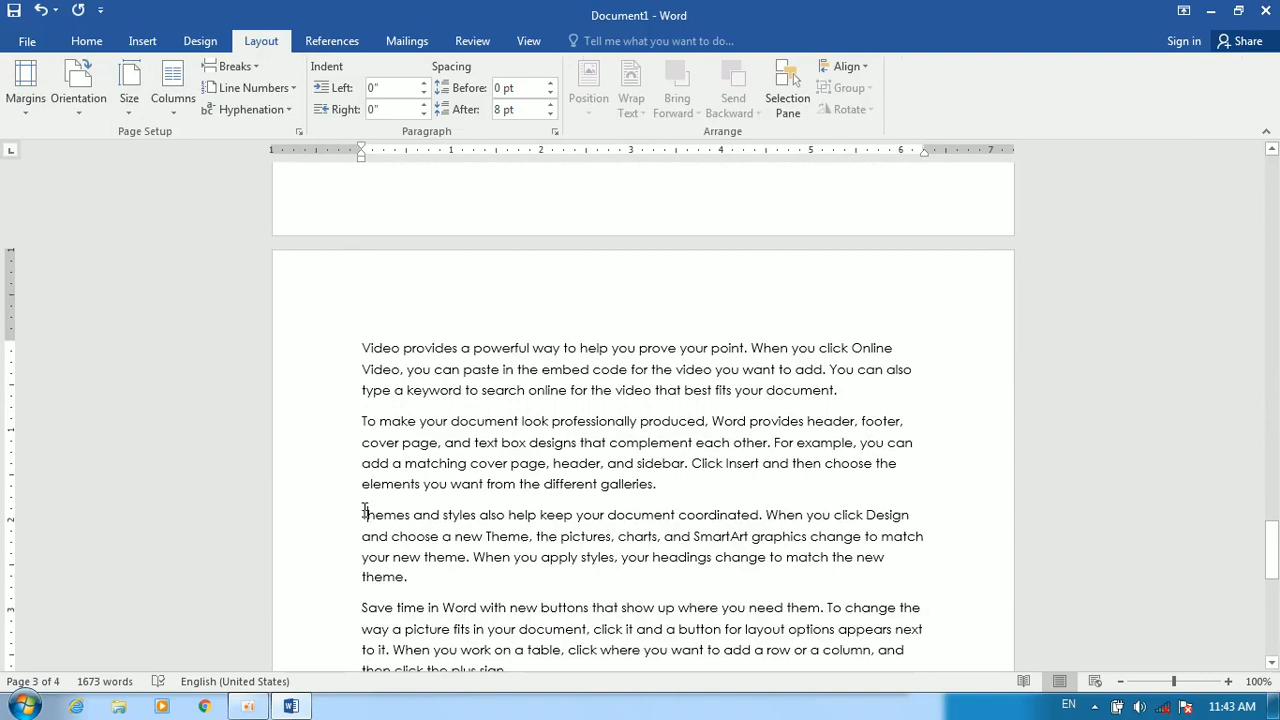 Document1 - Word
File Home Insert Design Layout References Mailings Review View Tell me what you want to do... Sign in Share
Margins Orientation Size Columns Breaks Line Numbers Hyphenation
Page Setup
Indent Spacing
Left: 0" Before: 0 pt
Right: 0" After: 8 pt
Paragraph
Position Wrap Text Bring Forward Send Backward Selection Pane Align Group Rotate
Arrange
1 1 2 3 4 5 6 7
Video provides a powerful way to help you prove your point. When you click Online
Video, you can paste in the embed code for the video you want to add. You can also
type a keyword to search online for the video that best fits your document.
To make your document look professionally produced, Word provides header, footer,
cover page, and text box designs that complement each other. For example, you can
add a matching cover page, header, and sidebar. Click Insert and then choose the
elements you want from the different galleries.
Themes and styles also help keep your document coordinated. When you click Design
and choose a new Theme, the pictures, charts, and SmartArt graphics change to match
your new theme. When you apply styles, your headings change to match the new
theme.
Save time in Word with new buttons that show up where you need them. To change the
way a picture fits in your document, click it and a button for layout options appears next
to it. When you work on a table, click where you want to add a row or a column, and
then click the plus sign.
Page 3 of 4 1673 words English (United States) 100%
EN 11:43 AM